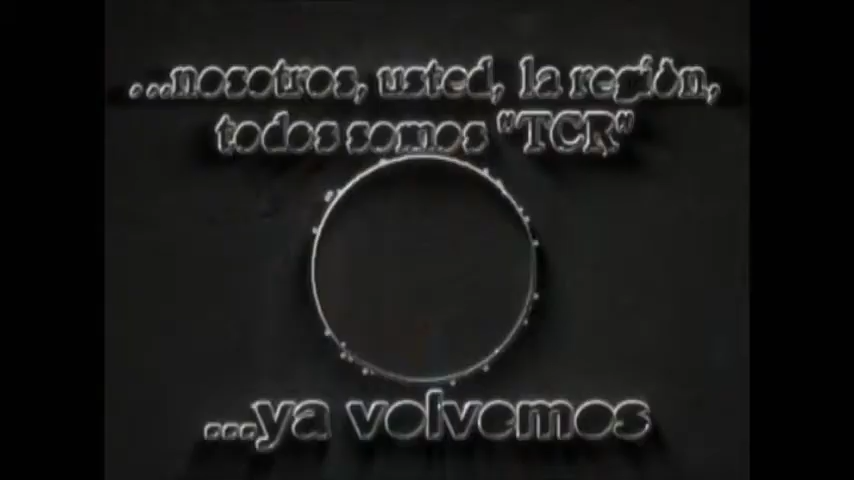 ...nosotros, usted, la región,
todos somos "TCR"
...ya volvemos